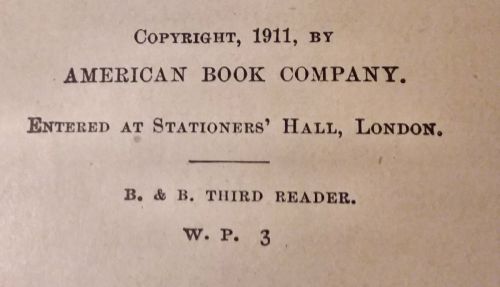 COPYRIGHT, 1911, BY
AMERICAN BOOK COMPANY.
ENTERED AT STATIONERS' HALL, LONDON.
B. & B. THIRD READER.
W. P. 3